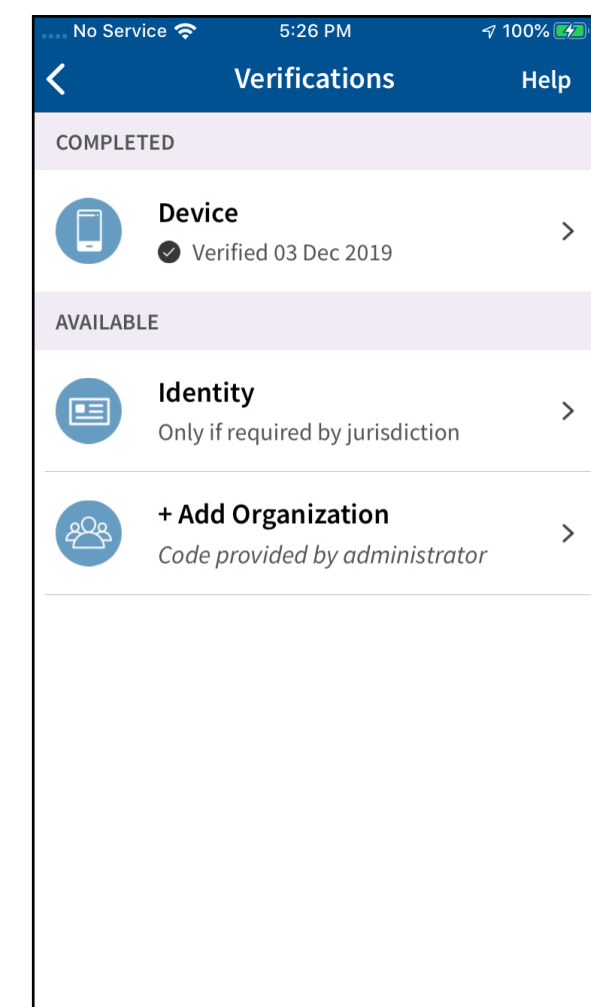 No Service 5:26 PM 100%
Verifications Help
COMPLETED
Device
Verified 03 Dec 2019
AVAILABLE
Identity
Only if required by jurisdiction
+ Add Organization
Code provided by administrator